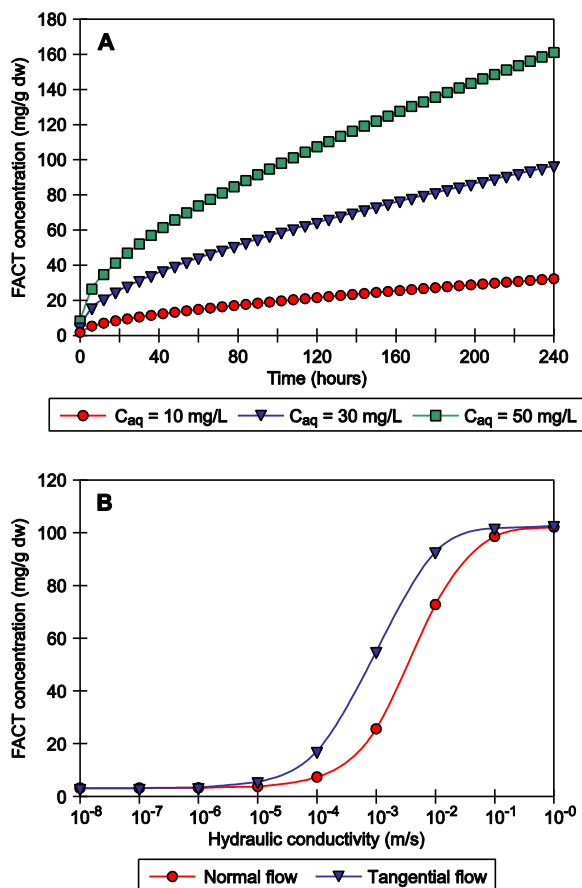 A
FACT concentration (mg/g dw)
180
160
140
120
100
80
60
40
20
0
0 40 80 120 160 200 240
Time (hours)
Caq = 10 mg/L Caq = 30 mg/L Caq = 50 mg/L
B
FACT concentration (mg/g dw)
120
100
80
60
40
20
0
10⁻⁸ 10⁻⁷ 10⁻⁶ 10⁻⁵ 10⁻⁴ 10⁻³ 10⁻² 10⁻¹ 10⁻⁰
Hydraulic conductivity (m/s)
Normal flow Tangential flow